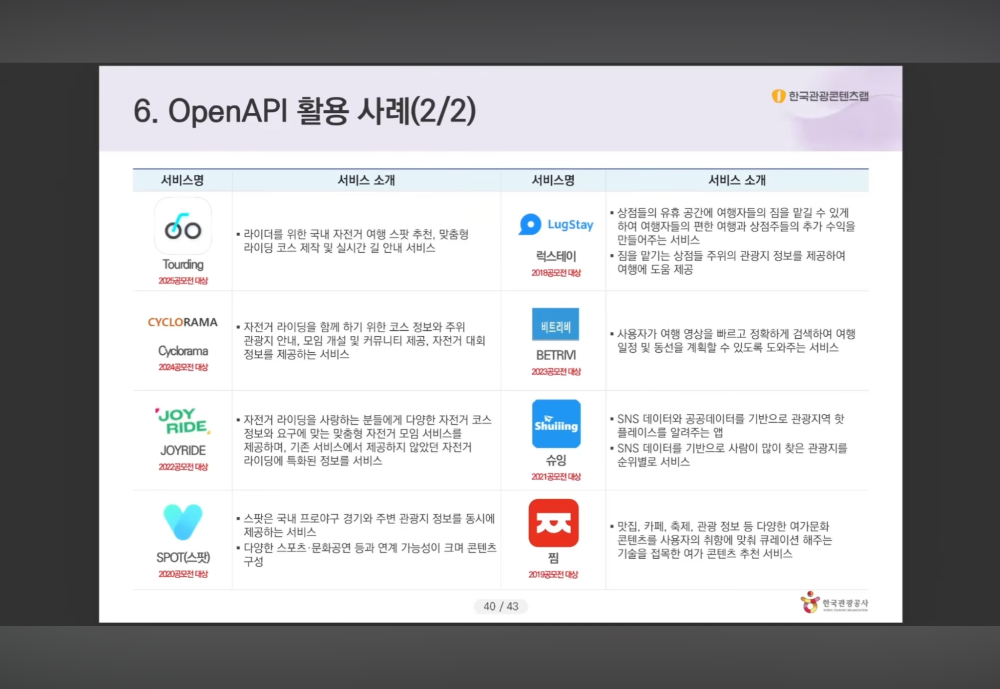 6. OpenAPI 활용 사례(2/2)
한국관광콘텐츠랩
서비스명
서비스 소개
서비스명
서비스 소개
Tourding
2025공모전 대상
▪ 라이더를 위한 국내 자전거 여행 스팟 추천, 맞춤형
라이딩 코스 제작 및 실시간 길 안내 서비스
LugStay
럭스테이
2018공모전 대상
▪ 상점들의 유휴 공간에 여행자들의 짐을 맡길 수 있게
하여 여행자들의 편한 여행과 상점주들의 추가 수익을
만들어주는 서비스
▪ 짐을 맡기는 상점들 주위의 관광지 정보를 제공하여
여행에 도움 제공
CYCLORAMA
Cyclorama
2024공모전 대상
▪ 자전거 라이딩을 함께 하기 위한 코스 정보와 주위
관광지 안내, 모임 개설 및 커뮤니티 제공, 자전거 대회
정보를 제공하는 서비스
비트리비
BETRIVI
2023공모전 대상
▪ 사용자가 여행 영상을 빠르고 정확하게 검색하여 여행
일정 및 동선을 계획할 수 있도록 도와주는 서비스
JOY
RIDE
JOYRIDE
2022공모전 대상
▪ 자전거 라이딩을 사랑하는 분들에게 다양한 자전거 코스
정보와 요구에 맞는 맞춤형 자전거 모임 서비스를
제공하며, 기존 서비스에서 제공하지 않았던 자전거
라이딩에 특화된 정보를 서비스
Shuiiing
슈잉
2021공모전 대상
▪ SNS 데이터와 공공데이터를 기반으로 관광지역 핫
플레이스를 알려주는 앱
▪ SNS 데이터를 기반으로 사람이 많이 찾은 관광지를
순위별로 서비스
SPOT(스팟)
2020공모전 대상
▪ 스팟은 국내 프로야구 경기와 주변 관광지 정보를 동시에
제공하는 서비스
▪ 다양한 스포츠·문화공연 등과 연계 가능성이 크며 콘텐츠
구성
찜
2019공모전 대상
▪ 맛집, 카페, 축제, 관광 정보 등 다양한 여가문화
콘텐츠를 사용자의 취향에 맞춰 큐레이션 해주는
기술을 접목한 여가 콘텐츠 추천 서비스
40 / 43
한국관광공사
KOREA TOURISM ORGANIZATION